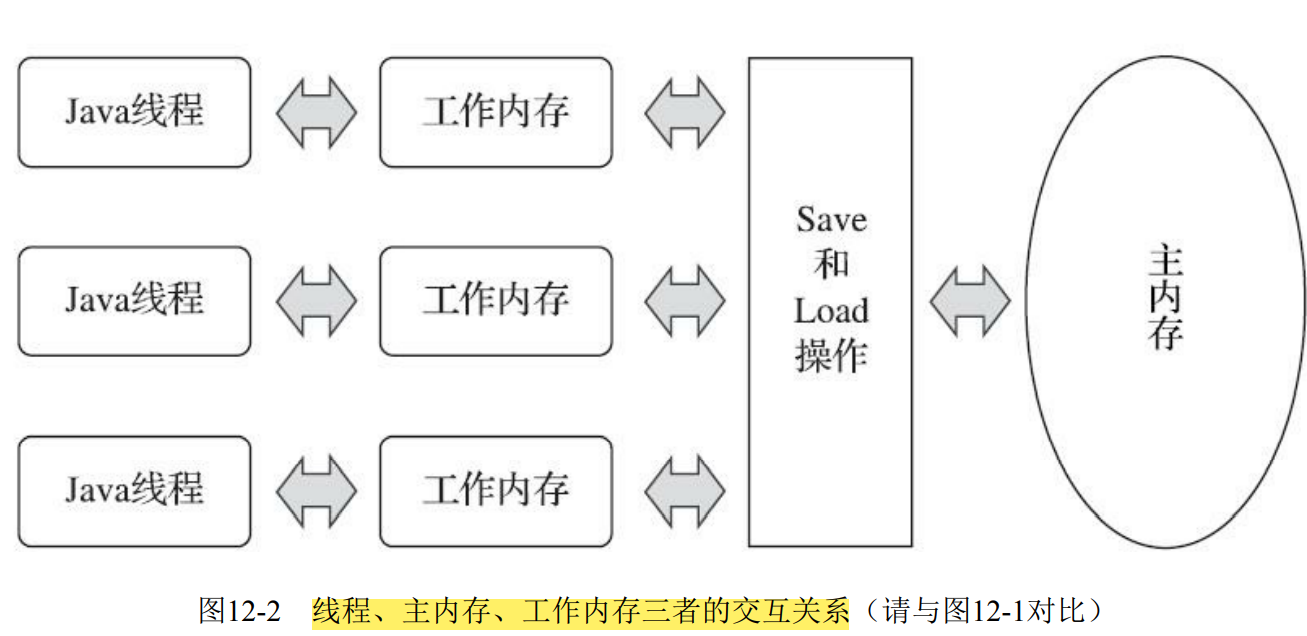 Java线程
工作内存
Java线程
工作内存
Java线程
工作内存
Save
和
Load
操作
主
内
存
图12-2 线程、主内存、工作内存三者的交互关系（请与图12-1对比）